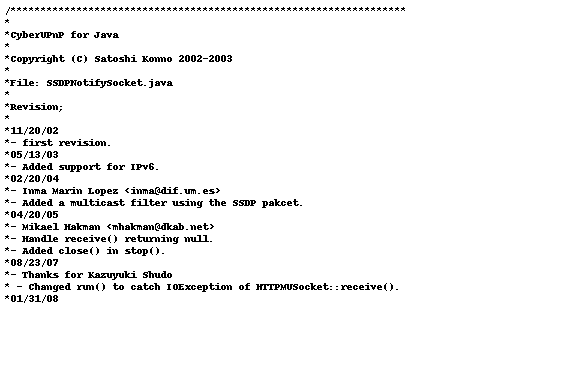 /******************************************************************
*
*CyberUPnP for Java
*
*Copyright (C) Satoshi Konno 2002-2003
*
*File: SSDPNotifySocket.java
*
*Revision;
*
*11/20/02
*- first revision.
*05/13/03
*- Added support for IPv6.
*02/20/04
*- Inma Marin Lopez <inma@dif.um.es>
*- Added a multicast filter using the SSDP pakcet.
*04/20/05
*- Mikael Hakman <mhakman@dkab.net>
*- Handle receive() returning null.
*- Added close() in stop().
*08/23/07
*- Thanks for Kazuyuki Shudo
* - Changed run() to catch IOException of HTTPMUSocket::receive().
*01/31/08